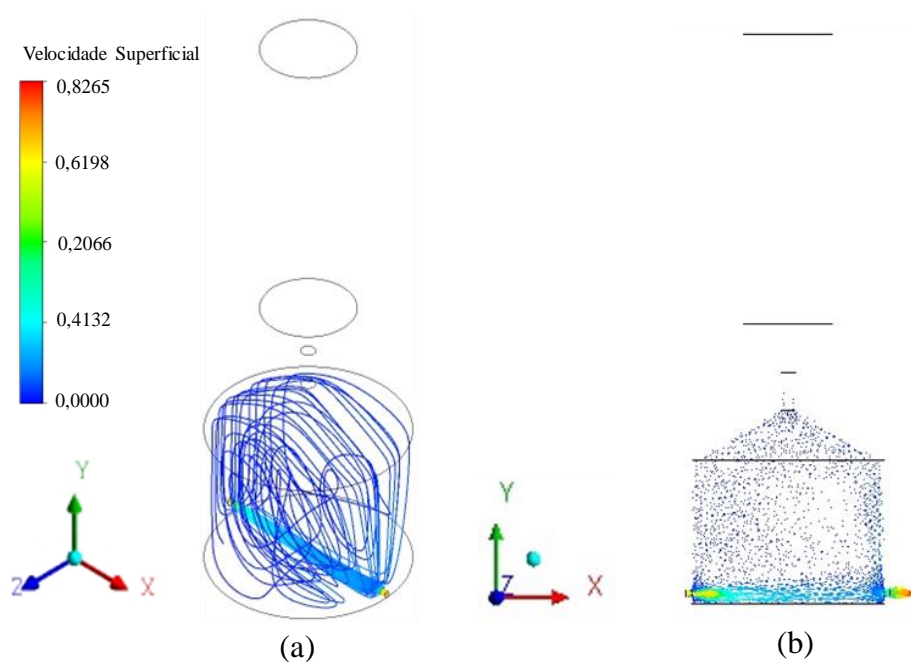 Velocidade Superficial
0,8265
0,6198
0,2066
0,4132
0,0000
Y
Z
X
Y
Z
X
(a)
(b)